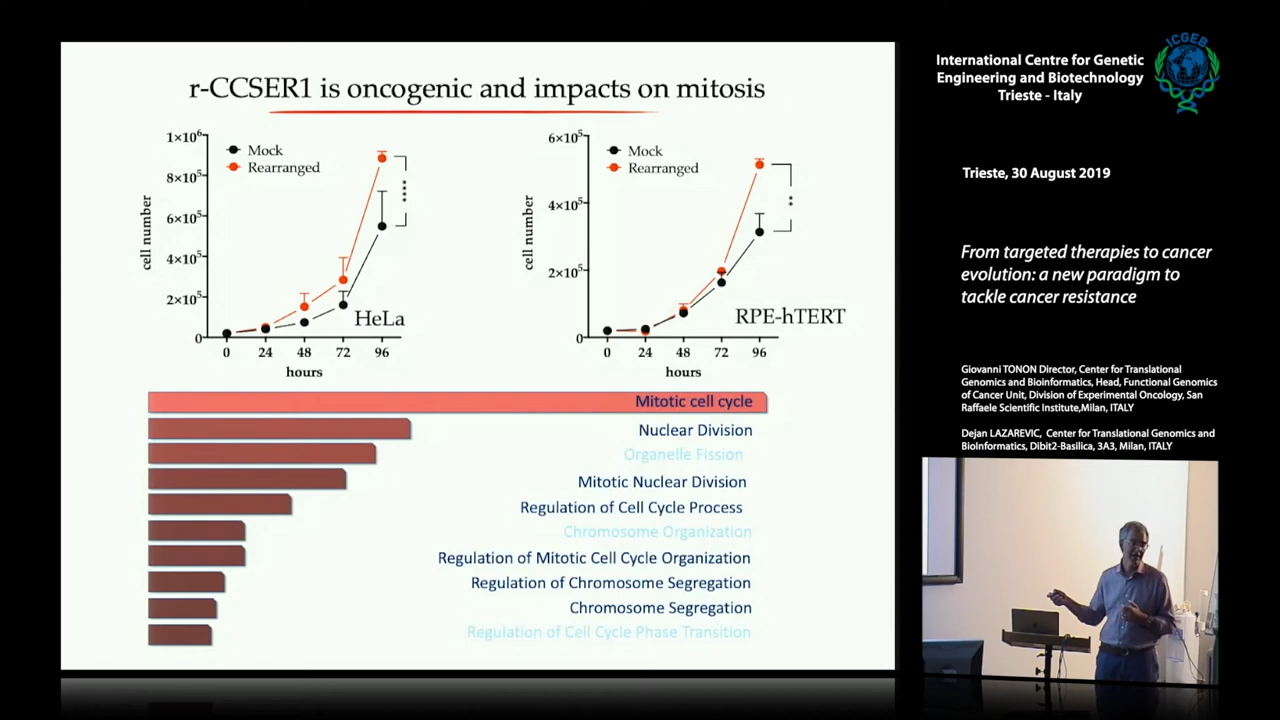 r-CCSER1 is oncogenic and impacts on mitosis
1×10⁶
8×10⁵
6×10⁵
4×10⁵
2×10⁵
0
cell number
Mock
Rearranged
****
HeLa
0 24 48 72 96
hours
6×10⁵
4×10⁵
2×10⁵
0
cell number
Mock
Rearranged
**
RPE-hTERT
0 24 48 72 96
hours
Mitotic cell cycle
Nuclear Division
Organelle Fission
Mitotic Nuclear Division
Regulation of Cell Cycle Process
Chromosome Organization
Regulation of Mitotic Cell Cycle Organization
Regulation of Chromosome Segregation
Chromosome Segregation
Regulation of Cell Cycle Phase Transition
International Centre for Genetic
Engineering and Biotechnology
Trieste - Italy
ICGEB
Trieste, 30 August 2019
From targeted therapies to cancer
evolution: a new paradigm to
tackle cancer resistance
Giovanni TONON Director, Center for Translational
Genomics and Bioinformatics, Head, Functional Genomics
of Cancer Unit, Division of Experimental Oncology, San
Raffaele Scientific Institute,Milan, ITALY
Dejan LAZAREVIC, Center for Translational Genomics and
BioInformatics, Dibit2-Basilica, 3A3, Milan, ITALY